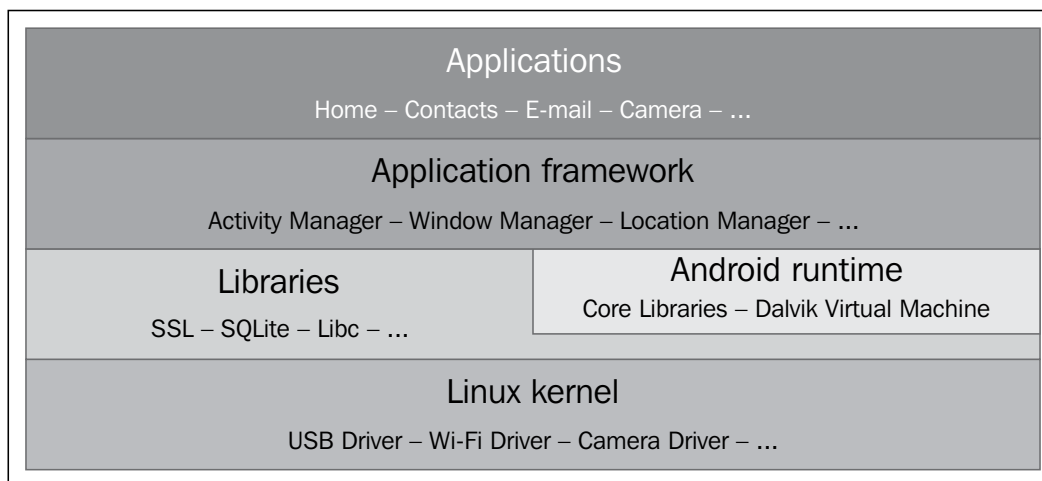 Applications
Home – Contacts – E-mail – Camera – ...
Application framework
Activity Manager – Window Manager – Location Manager – ...
Libraries
SSL – SQLite – Libc – ...
Android runtime
Core Libraries – Dalvik Virtual Machine
Linux kernel
USB Driver – Wi-Fi Driver – Camera Driver – ...